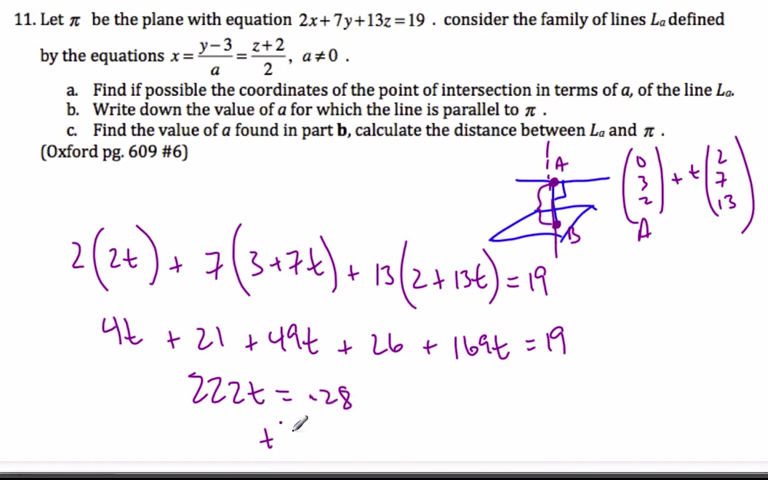 11. Let π be the plane with equation 2x+7y+13z=19 . consider the family of lines Lₐ defined
by the equations x = (y−3)/a = (z+2)/2, a≠0 .
a. Find if possible the coordinates of the point of intersection in terms of a, of the line Lₐ.
b. Write down the value of a for which the line is parallel to π .
c. Find the value of a found in part b, calculate the distance between Lₐ and π .
(Oxford pg. 609 #6)
A
B
(0 3 2) + t (2 7 13)
A
2(2t) + 7(3+7t) + 13(2+13t) = 19
4t + 21 + 49t + 26 + 169t = 19
222t = -28
t =